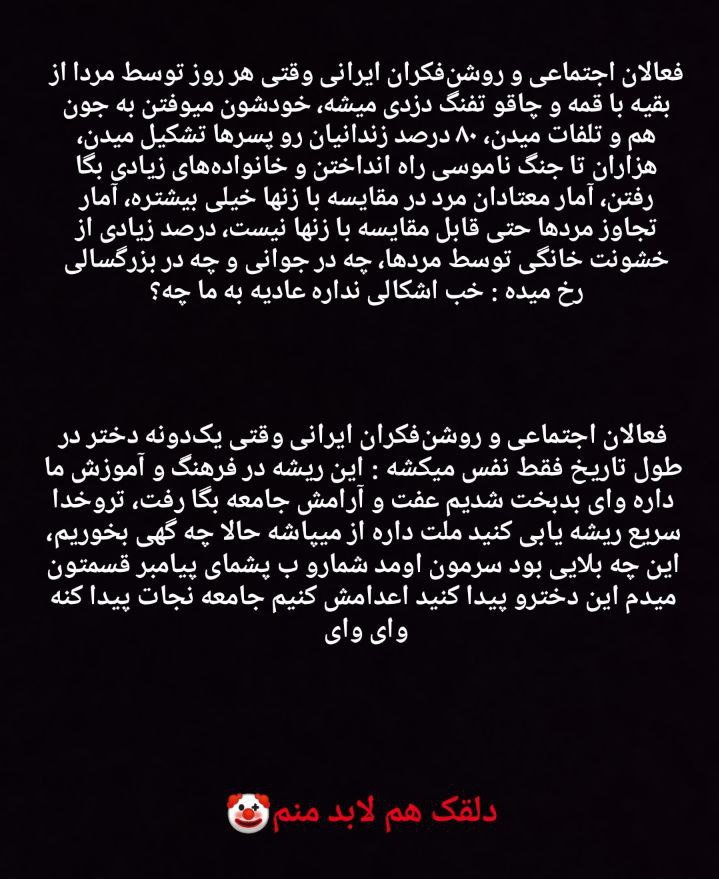 فعالان اجتماعی و روشن‌فکران ایرانی وقتی هر روز توسط مردا از
بقیه با قمه و چاقو تفنگ دزدی میشه، خودشون میوفتن به جون
هم و تلفات میدن، ۸۰ درصد زندانیان رو پسرها تشکیل میدن،
هزاران تا جنگ ناموسی راه انداختن و خانواده‌های زیادی بگا
رفتن، آمار معتادان مرد در مقایسه با زنها خیلی بیشتره، آمار
تجاوز مردها حتی قابل مقایسه با زنها نیست، درصد زیادی از
خشونت خانگی توسط مردها، چه در جوانی و چه در بزرگسالی
رخ میده : خب اشکالی نداره عادیه به ما چه؟
فعالان اجتماعی و روشن‌فکران ایرانی وقتی یک‌دونه دختر در
طول تاریخ فقط نفس میکشه : این ریشه در فرهنگ و آموزش ما
داره وای بدبخت شدیم عفت و آرامش جامعه بگا رفت، تروخدا
سریع ریشه یابی کنید ملت داره از میپاشه حالا چه گهی بخوریم،
این چه بلایی بود سرمون اومد شمارو ب پشمای پیامبر قسمتون
میدم این دخترو پیدا کنید اعدامش کنیم جامعه نجات پیدا کنه
وای وای
دلقک هم لابد منم🤡